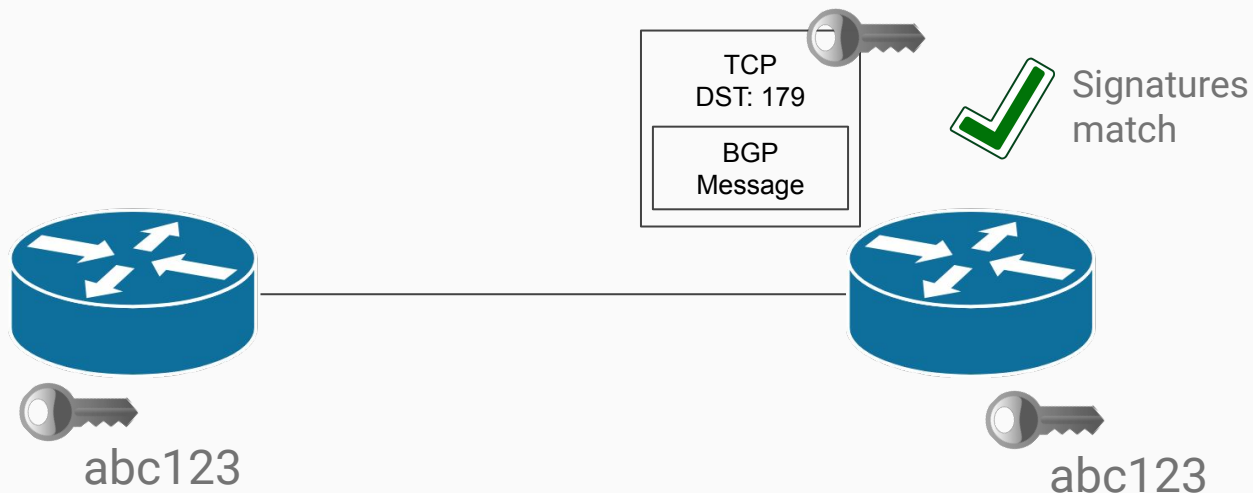 TCP
DST: 179
BGP
Message
Signatures
match
abc123
abc123